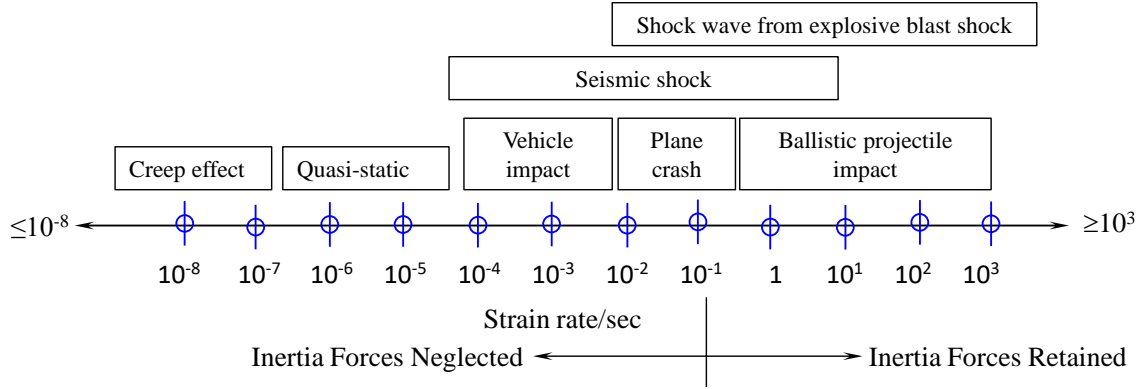 Shock wave from explosive blast shock
Seismic shock
Vehicle
impact
Plane
crash
Ballistic projectile
impact
Creep effect
Quasi-static
≤10⁻⁸
≥10³
10⁻⁸ 10⁻⁷ 10⁻⁶ 10⁻⁵ 10⁻⁴ 10⁻³ 10⁻² 10⁻¹ 1 10¹ 10² 10³
Strain rate/sec
Inertia Forces Neglected
Inertia Forces Retained